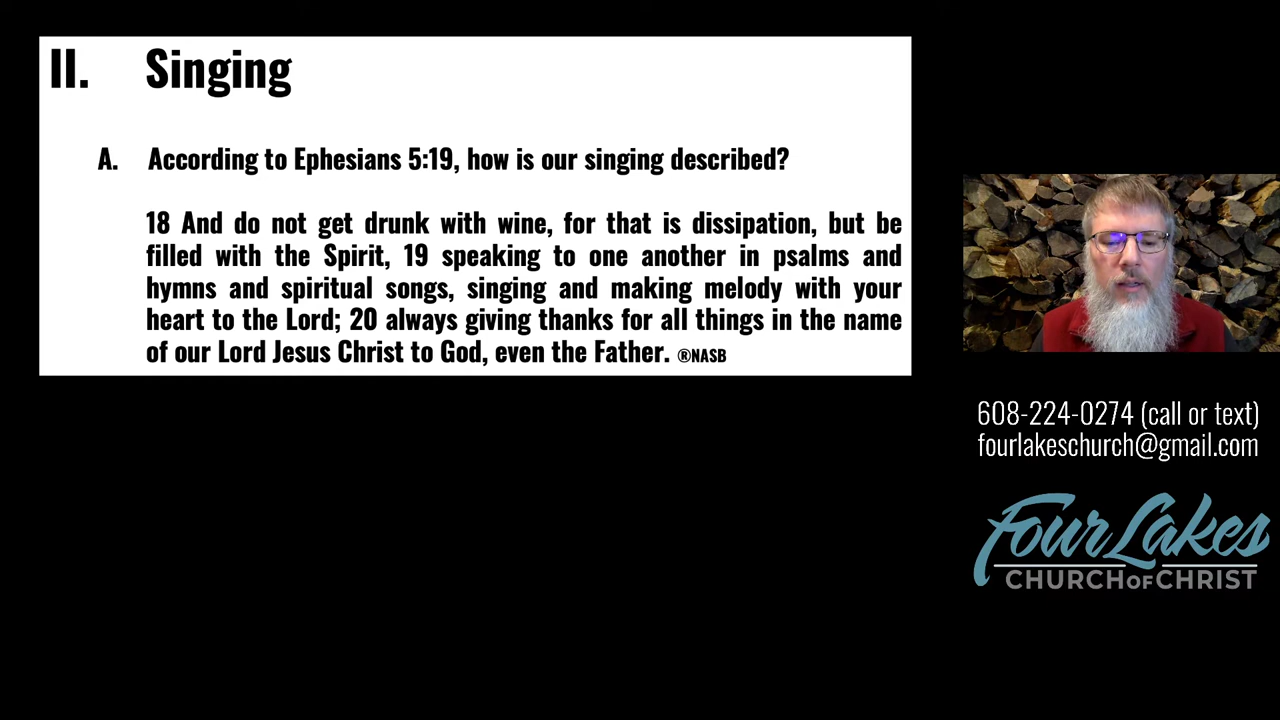 II. Singing
A. According to Ephesians 5:19, how is our singing described?
18 And do not get drunk with wine, for that is dissipation, but be
filled with the Spirit, 19 speaking to one another in psalms and
hymns and spiritual songs, singing and making melody with your
heart to the Lord; 20 always giving thanks for all things in the name
of our Lord Jesus Christ to God, even the Father. ®NASB
608-224-0274 (call or text)
fourlakeschurch@gmail.com
Four Lakes
CHURCH OF CHRIST